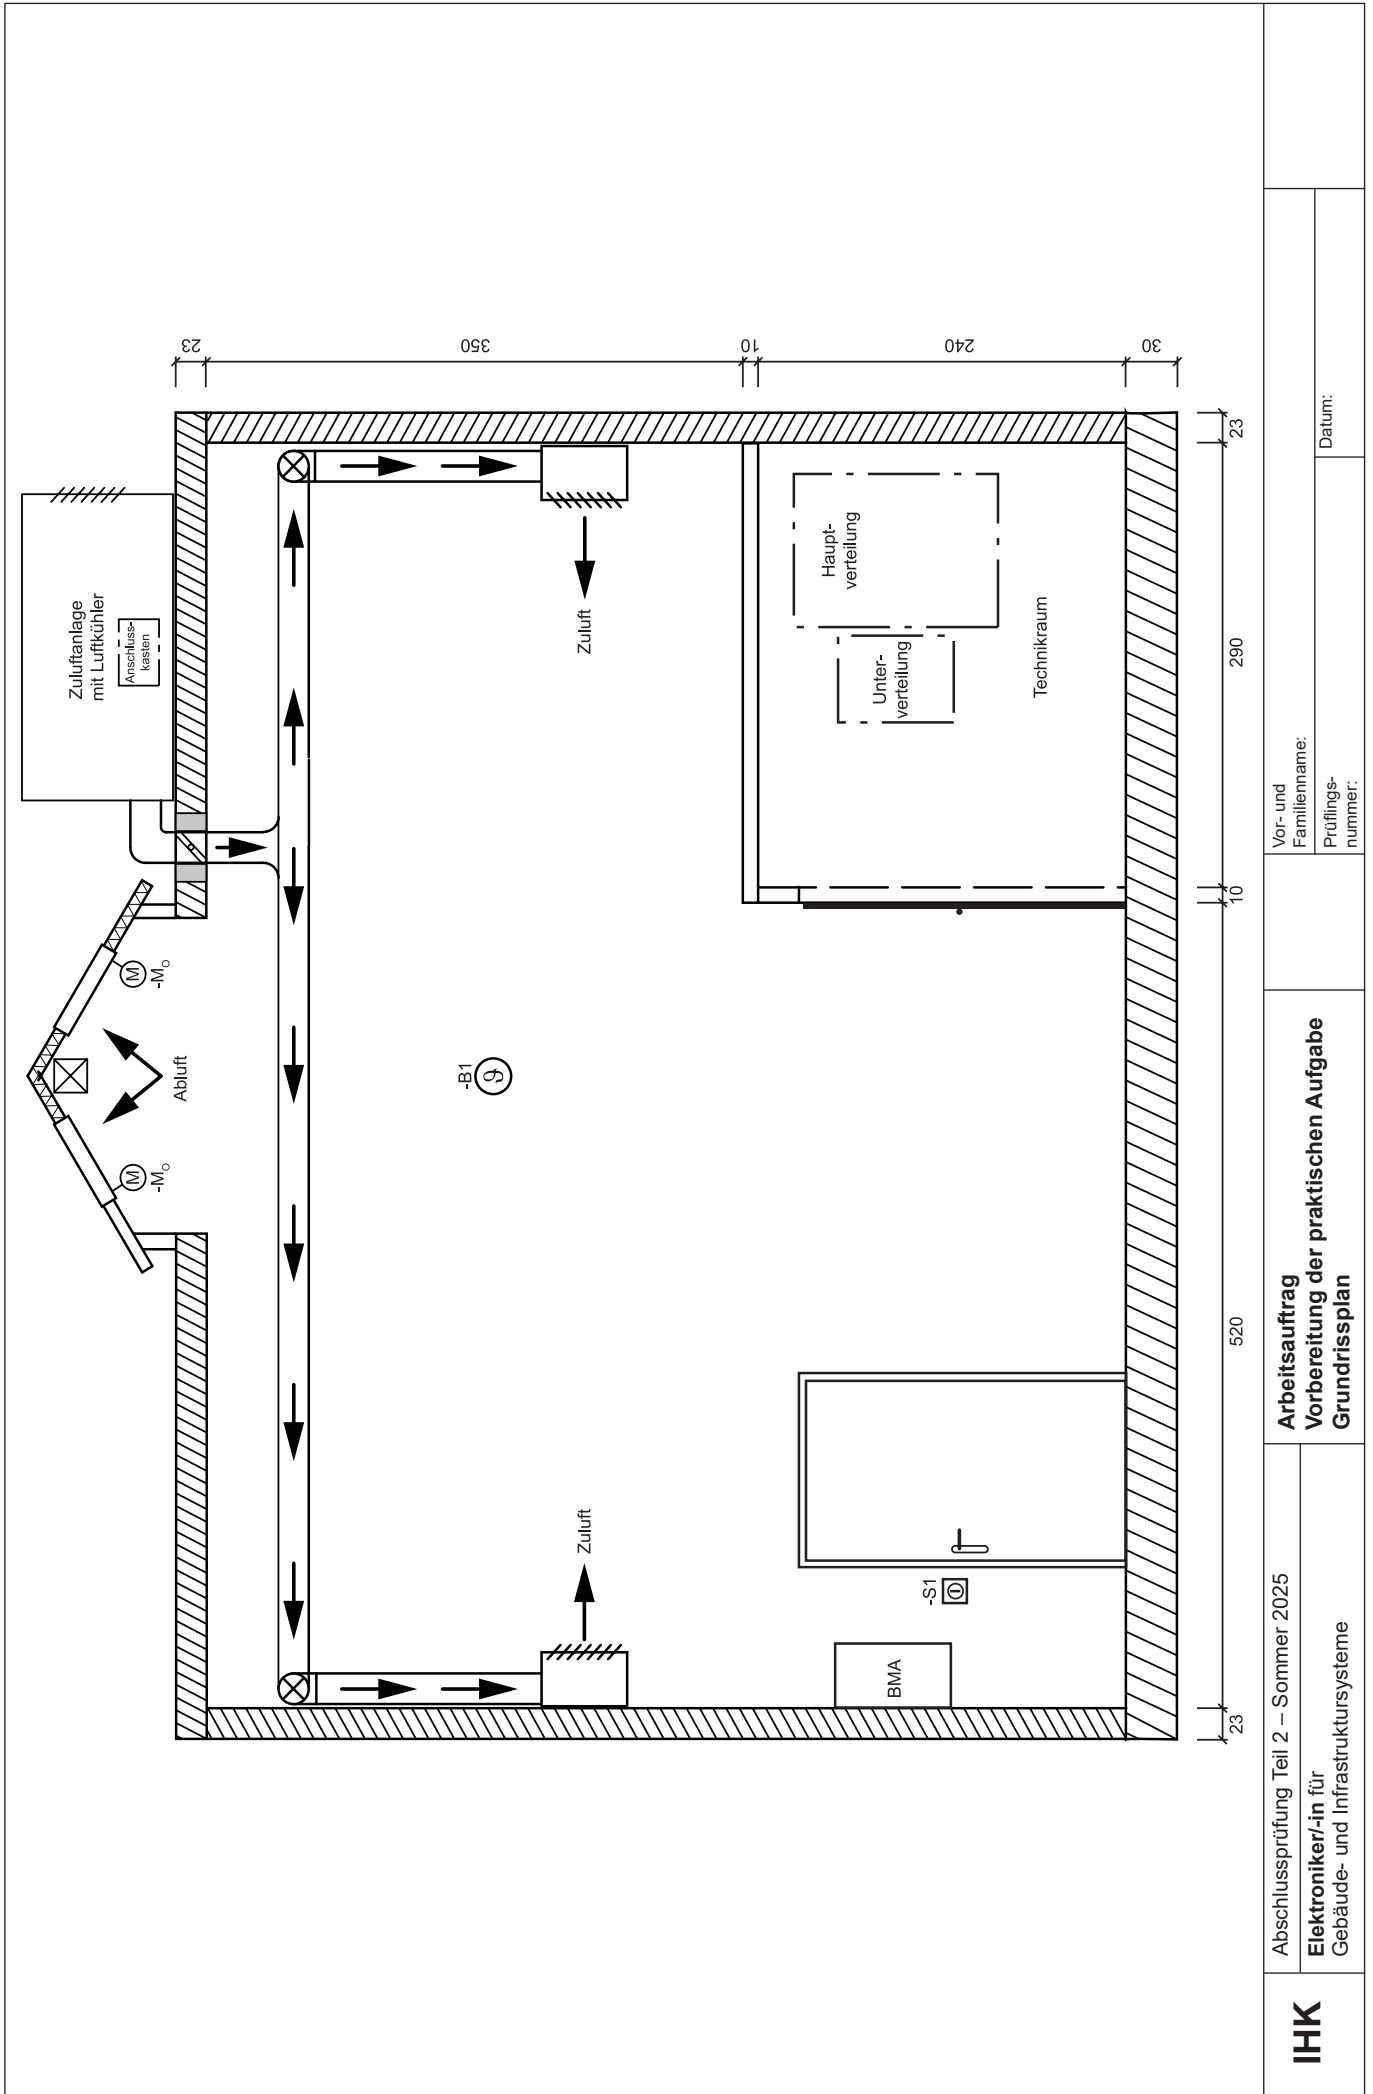 Zuluftanlage
mit Luftkühler
Anschluss-
kasten
-M₀
M
-M₀
M
Abluft
-B1
ϑ
Zuluft
Zuluft
Haupt-
verteilung
Unter-
verteilung
Technikraum
-S1
BMA
23
350
10
240
30
23
520
10
290
23
IHK
Abschlussprüfung Teil 2 – Sommer 2025
Elektroniker/-in für
Gebäude- und Infrastruktursysteme
Arbeitsauftrag
Vorbereitung der praktischen Aufgabe
Grundrissplan
Vor- und
Familienname:
Prüflings-
nummer:
Datum: